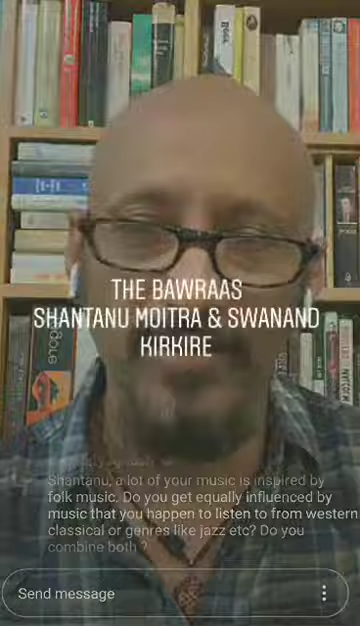 THE BAWRAAS
SHANTANU MOITRA & SWANAND
KIRKIRE
Shantanu, a lot of your music is inspired by
folk music. Do you get equally influenced by
music that you happen to listen to from western
classical or genres like jazz etc? Do you
combine both ?
Send message